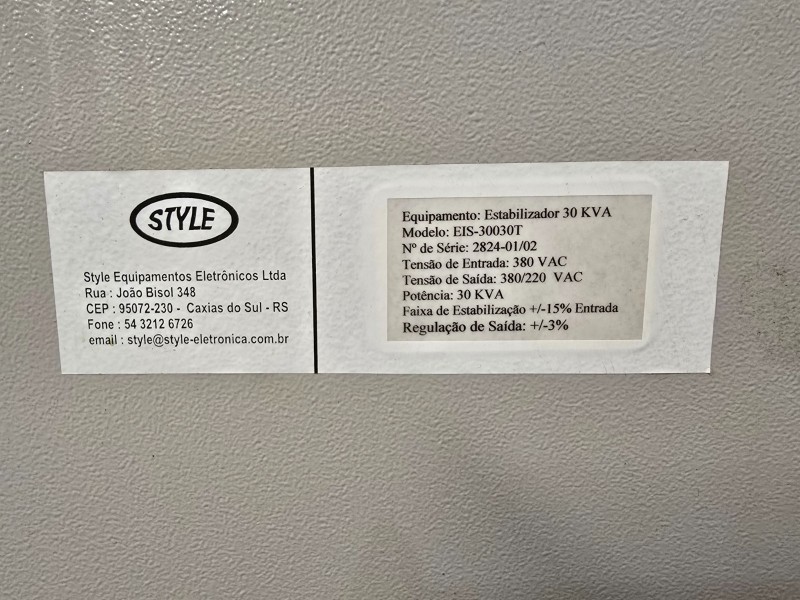 STYLE
Style Equipamentos Eletrônicos Ltda
Rua : João Bisol 348
CEP : 95072-230 - Caxias do Sul - RS
Fone : 54 3212 6726
email : style@style-eletronica.com.br
Equipamento: Estabilizador 30 KVA
Modelo: EIS-30030T
Nº de Série: 2824-01/02
Tensão de Entrada: 380 VAC
Tensão de Saída: 380/220 VAC
Potência: 30 KVA
Faixa de Estabilização +/-15% Entrada
Regulação de Saída: +/-3%